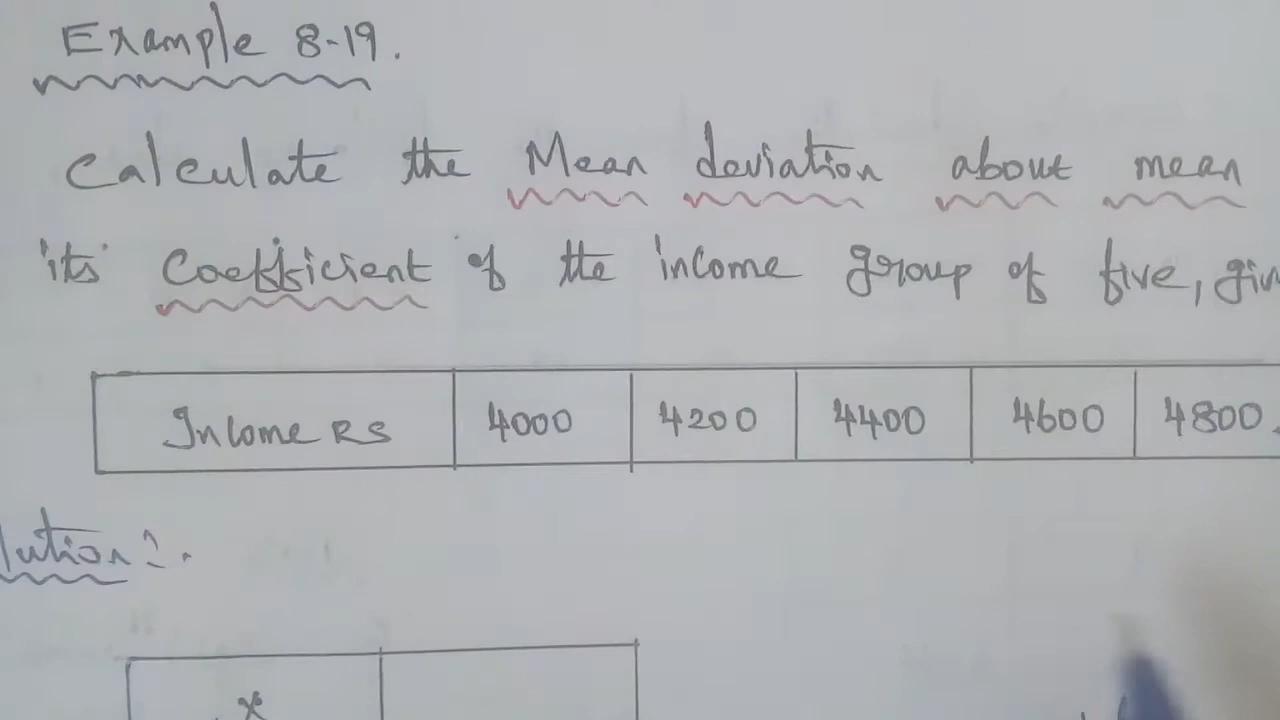 Example 8-19.
Calculate the Mean deviation about mean
its coefficient of the income group of five,
Income RS 4000 4200 4400 4600 4800
lution:.
x